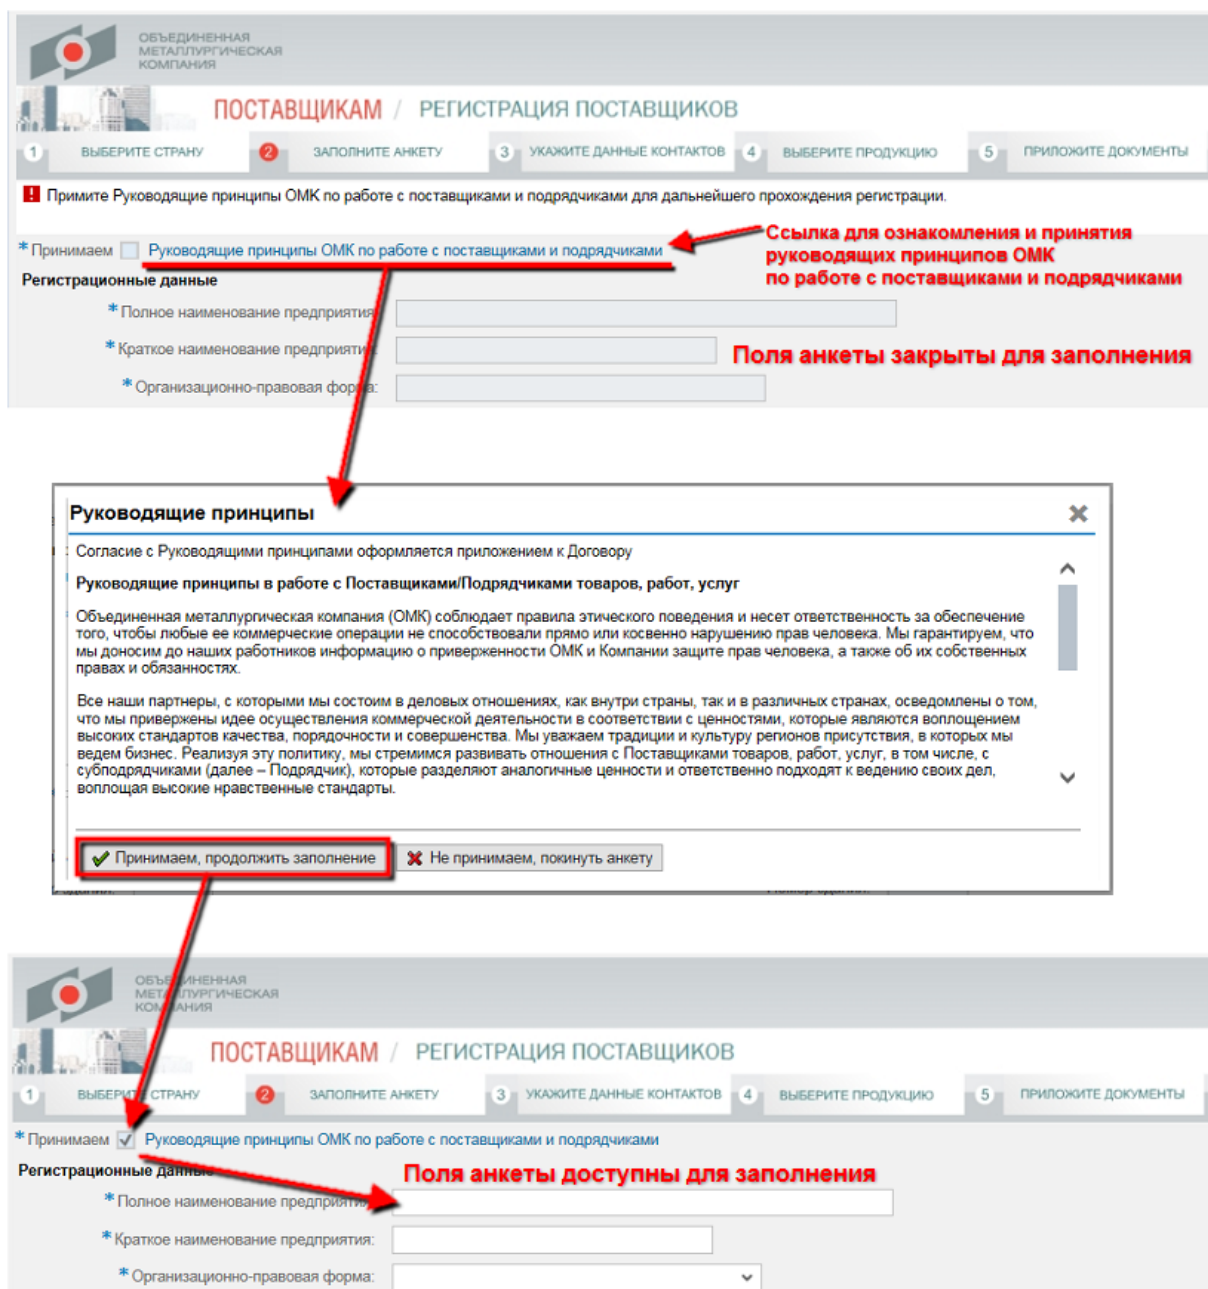 ОБЪЕДИНЕННАЯ
МЕТАЛЛУРГИЧЕСКАЯ
КОМПАНИЯ
ПОСТАВЩИКАМ / РЕГИСТРАЦИЯ ПОСТАВЩИКОВ
1 ВЫБЕРИТЕ СТРАНУ 2 ЗАПОЛНИТЕ АНКЕТУ 3 УКАЖИТЕ ДАННЫЕ КОНТАКТОВ 4 ВЫБЕРИТЕ ПРОДУКЦИЮ 5 ПРИЛОЖИТЕ ДОКУМЕНТЫ
! Примите Руководящие принципы ОМК по работе с поставщиками и подрядчиками для дальнейшего прохождения регистрации.
* Принимаем Руководящие принципы ОМК по работе с поставщиками и подрядчиками
Ссылка для ознакомления и принятия
руководящих принципов ОМК
по работе с поставщиками и подрядчиками
Регистрационные данные
* Полное наименование предприятия:
* Краткое наименование предприятия:
Поля анкеты закрыты для заполнения
* Организационно-правовая форма:
Руководящие принципы
Согласие с Руководящими принципами оформляется приложением к Договору
Руководящие принципы в работе с Поставщиками/Подрядчиками товаров, работ, услуг
Объединенная металлургическая компания (ОМК) соблюдает правила этического поведения и несет ответственность за обеспечение
того, чтобы любые ее коммерческие операции не способствовали прямо или косвенно нарушению прав человека. Мы гарантируем, что
мы доносим до наших работников информацию о приверженности ОМК и Компании защите прав человека, а также об их собственных
правах и обязанностях.
Все наши партнеры, с которыми мы состоим в деловых отношениях, как внутри страны, так и в различных странах, осведомлены о том,
что мы привержены идее осуществления коммерческой деятельности в соответствии с ценностями, которые являются воплощением
высоких стандартов качества, порядочности и совершенства. Мы уважаем традиции и культуру регионов присутствия, в которых мы
ведем бизнес. Реализуя эту политику, мы стремимся развивать отношения с Поставщиками товаров, работ, услуг, в том числе, с
субподрядчиками (далее – Подрядчик), которые разделяют аналогичные ценности и ответственно подходят к ведению своих дел,
воплощая высокие нравственные стандарты.
Принимаем, продолжить заполнение Не принимаем, покинуть анкету
ОБЪЕДИНЕННАЯ
МЕТАЛЛУРГИЧЕСКАЯ
КОМПАНИЯ
ПОСТАВЩИКАМ / РЕГИСТРАЦИЯ ПОСТАВЩИКОВ
1 ВЫБЕРИТЕ СТРАНУ 2 ЗАПОЛНИТЕ АНКЕТУ 3 УКАЖИТЕ ДАННЫЕ КОНТАКТОВ 4 ВЫБЕРИТЕ ПРОДУКЦИЮ 5 ПРИЛОЖИТЕ ДОКУМЕНТЫ
* Принимаем Руководящие принципы ОМК по работе с поставщиками и подрядчиками
Регистрационные данные
Поля анкеты доступны для заполнения
* Полное наименование предприятия:
* Краткое наименование предприятия:
* Организационно-правовая форма: